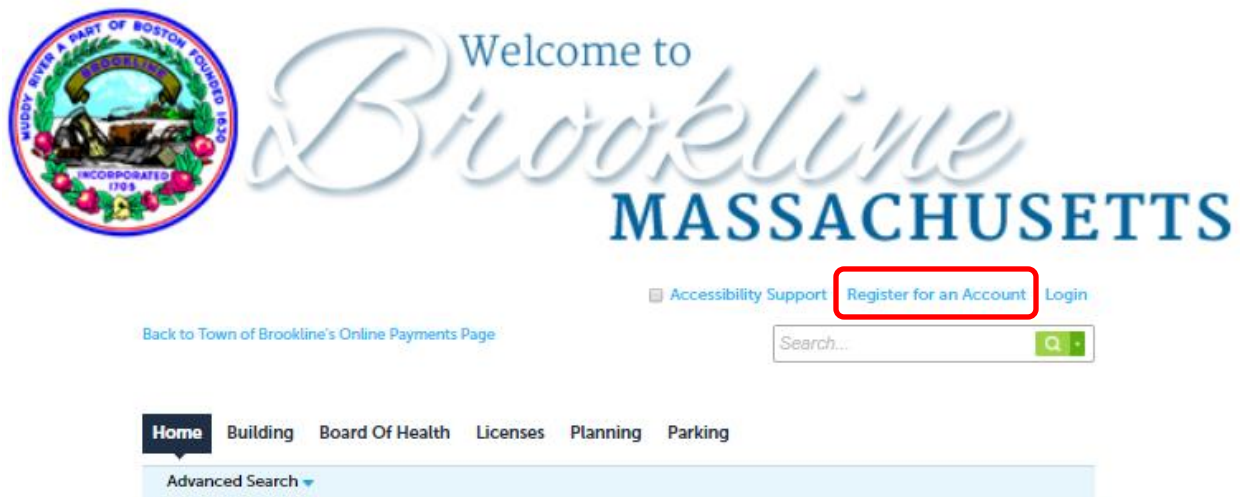 MUDDY RIVER A PART OF BOSTON FOUNDED 1630
BROOKLINE
INCORPORATED
1705
Welcome to
Brookline
MASSACHUSETTS
Accessibility Support Register for an Account Login
Back to Town of Brookline's Online Payments Page
Search...
Home Building Board Of Health Licenses Planning Parking
Advanced Search